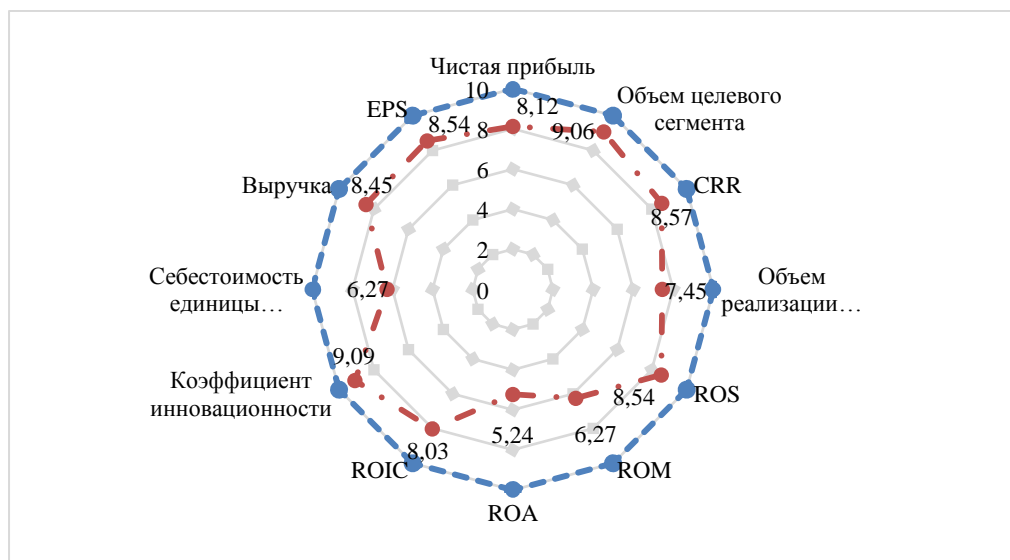 Чистая прибыль
10
8,12
Объем целевого
сегмента
EPS
8,54
8
9,06
Выручка
8,45
6
CRR
8,57
4
2
Себестоимость
единицы…
6,27
0
7,45
Объем
реализации…
9,09
Коэффициент
инновационности
8,54
ROS
8,03
5,24
6,27
ROIC
ROM
ROA